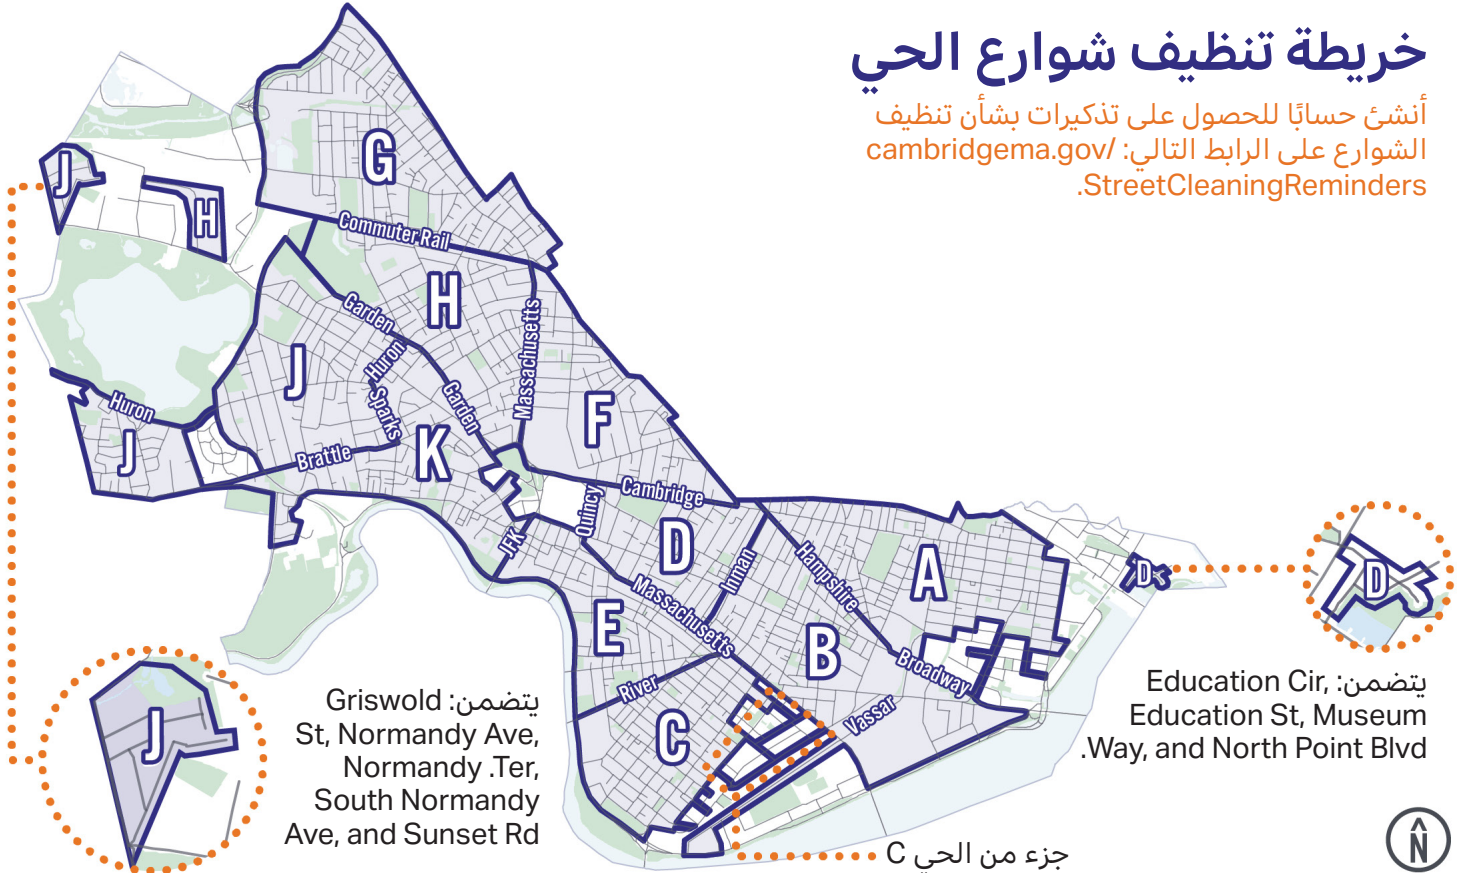 خريطة تنظيف شوارع الحي
أنشئ حسابًا للحصول على تذكيرات بشأن تنظيف
الشوارع على الرابط التالي: cambridgema.gov/
StreetCleaningReminders.
G
J
H
Commuter Rail
H
Garden
Massachusetts
Huron
J
Sparks
Garden
Huron
F
J
Brattle
K
Cambridge
Quincy
JFK
D
Inman
Hampshire
A
D
D
Massachusetts
E
B
Broadway
River
Vassar
C
J
يتضمن: Griswold
St, Normandy Ave,
Normandy .Ter,
South Normandy
Ave, and Sunset Rd
يتضمن: Education Cir,
Education St, Museum
Way, and North Point Blvd.
جزء من الحي C
N